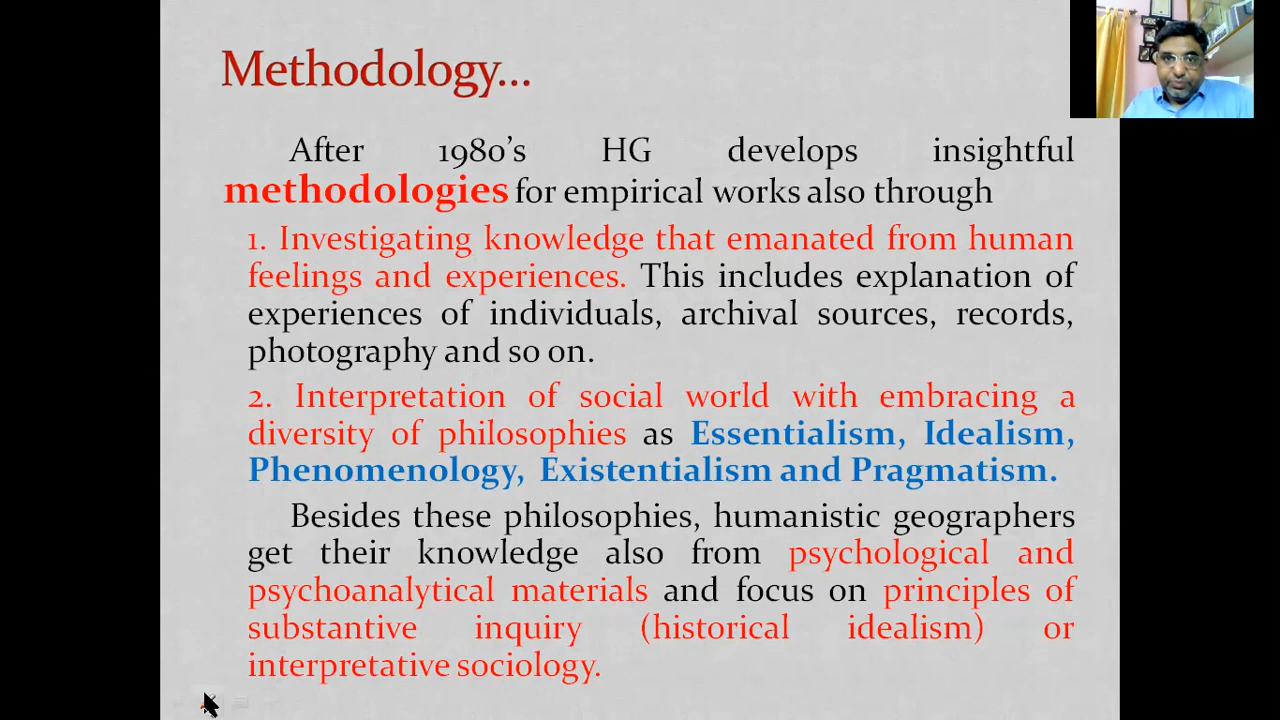 Methodology...
After 1980's HG develops insightful
methodologies for empirical works also through
1. Investigating knowledge that emanated from human
feelings and experiences. This includes explanation of
experiences of individuals, archival sources, records,
photography and so on.
2. Interpretation of social world with embracing a
diversity of philosophies as Essentialism, Idealism,
Phenomenology, Existentialism and Pragmatism.
Besides these philosophies, humanistic geographers
get their knowledge also from psychological and
psychoanalytical materials and focus on principles of
substantive inquiry (historical idealism) or
interpretative sociology.